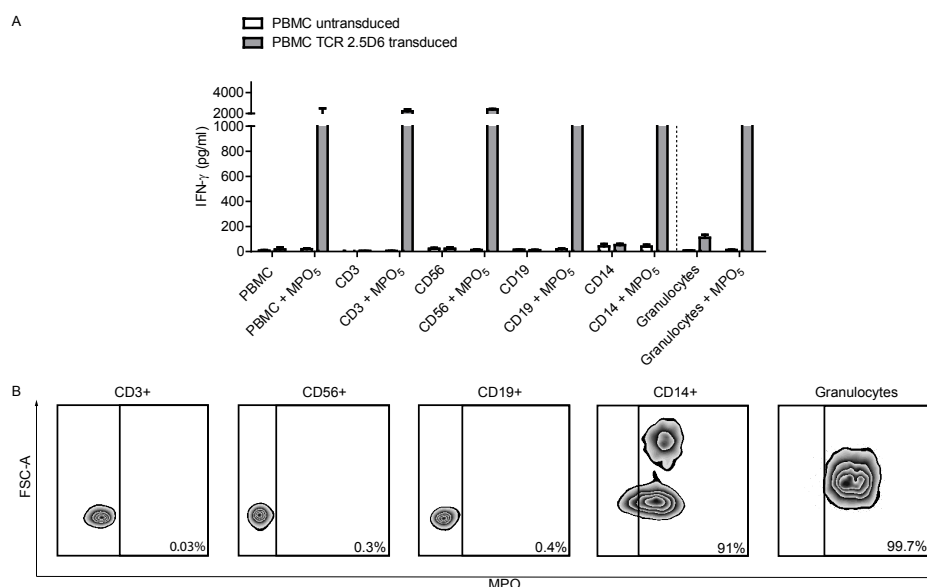 A
PBMC untransduced
PBMC TCR 2.5D6 transduced
IFN-γ (pg/ml)
4000
2000
1000
800
600
400
200
0
PBMC
PBMC + MPO5
CD3
CD3 + MPO5
CD56
CD56 + MPO5
CD19
CD19 + MPO5
CD14
CD14 + MPO5
Granulocytes
Granulocytes + MPO5
B
CD3+
CD56+
CD19+
CD14+
Granulocytes
FSC-A
0.03%
0.3%
0.4%
91%
99.7%
MPO